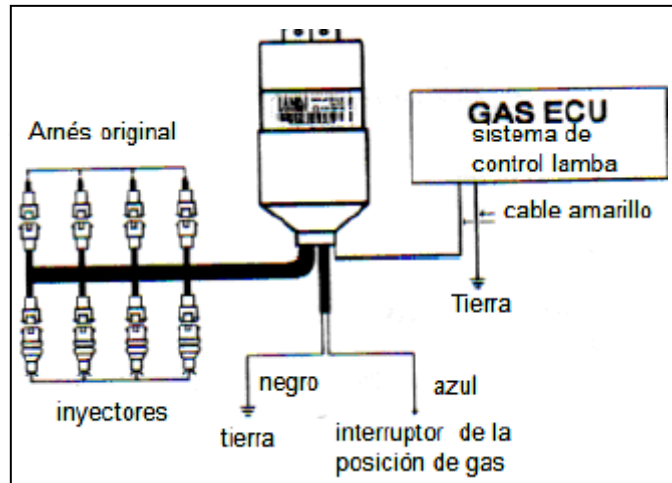 Arnés original
GAS ECU
sistema de
control lamba
cable amarillo
Tierra
negro
azul
inyectores
tierra
interruptor de la
posición de gas